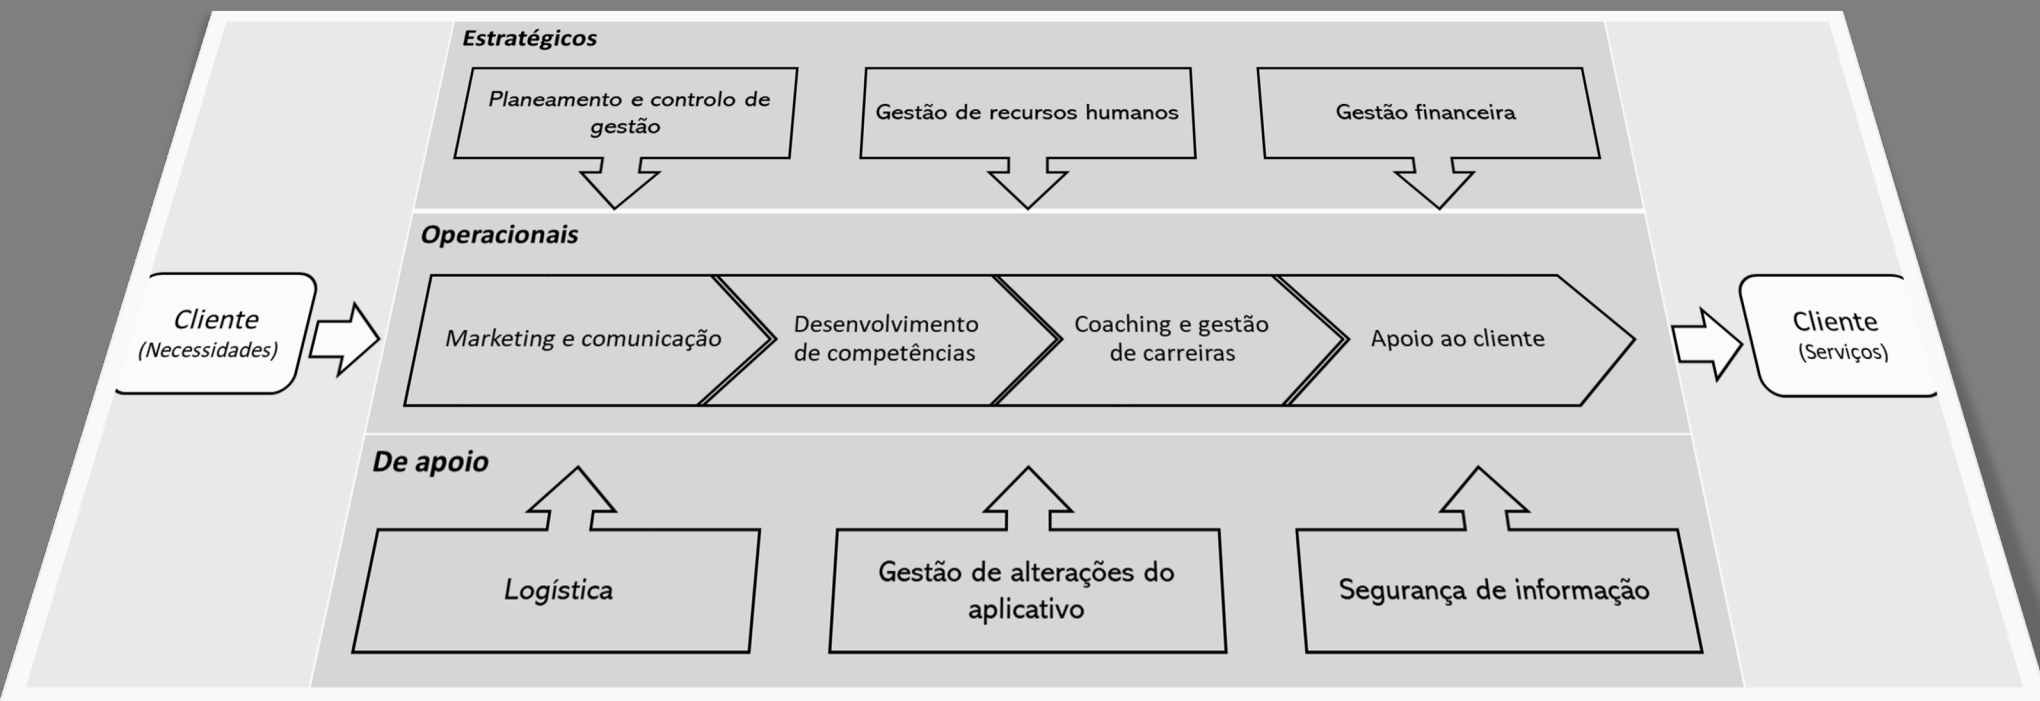 Estratégicos
Planeamento e controlo de
gestão
Gestão de recursos humanos
Gestão financeira
Operacionais
Cliente
(Necessidades)
Marketing e comunicação
Desenvolvimento
de competências
Coaching e gestão
de carreiras
Apoio ao cliente
Cliente
(Serviços)
De apoio
Logística
Gestão de alterações do
aplicativo
Segurança de informação